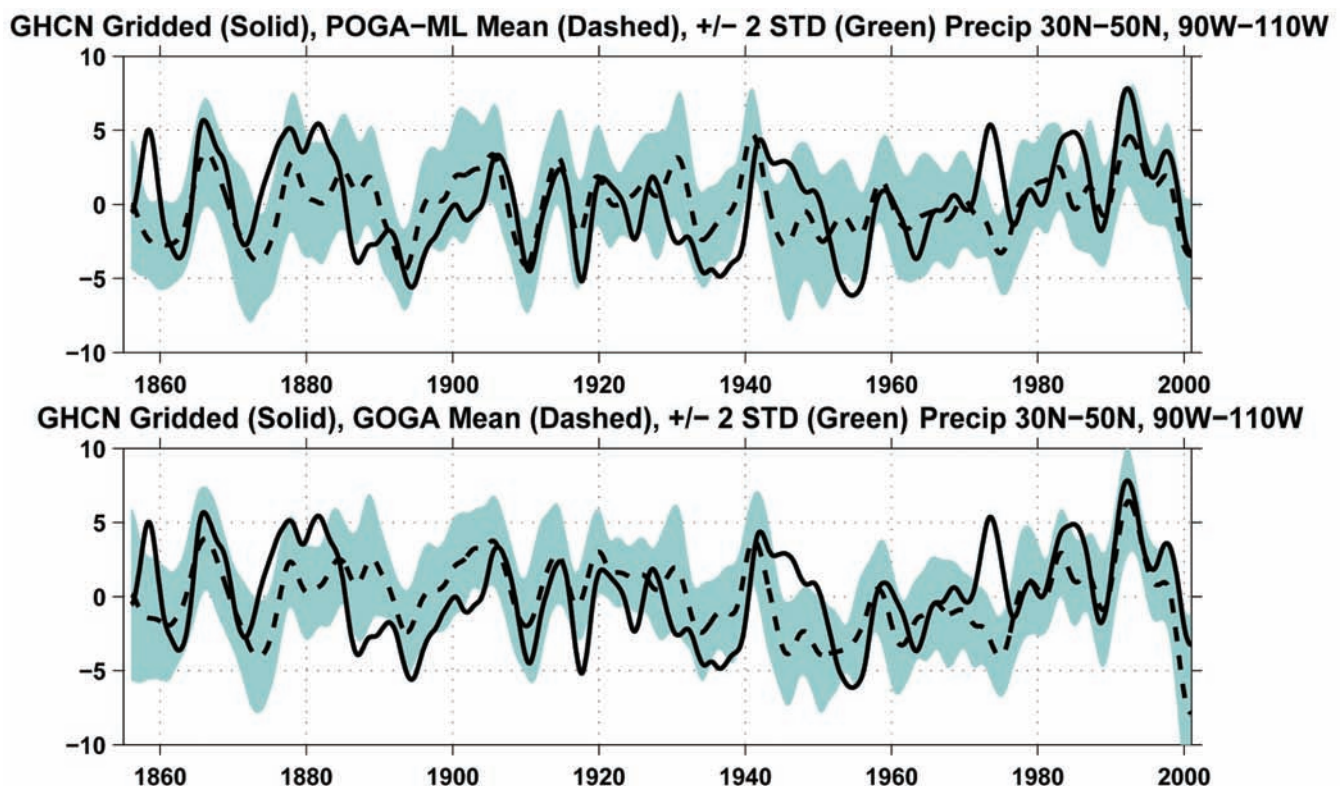 GHCN Gridded (Solid), POGA−ML Mean (Dashed), +/− 2 STD (Green) Precip 30N−50N, 90W−110W
10
5
0
−5
−10
1860 1880 1900 1920 1940 1960 1980 2000
GHCN Gridded (Solid), GOGA Mean (Dashed), +/− 2 STD (Green) Precip 30N−50N, 90W−110W
10
5
0
−5
−10
1860 1880 1900 1920 1940 1960 1980 2000